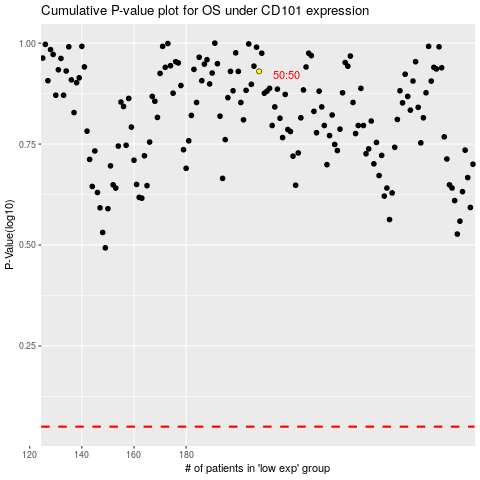 Cumulative P-value plot for OS under CD101 expression
P-Value(log10)
1.00
0.75
0.50
0.25
50:50
120 140 160 180
# of patients in 'low exp' group